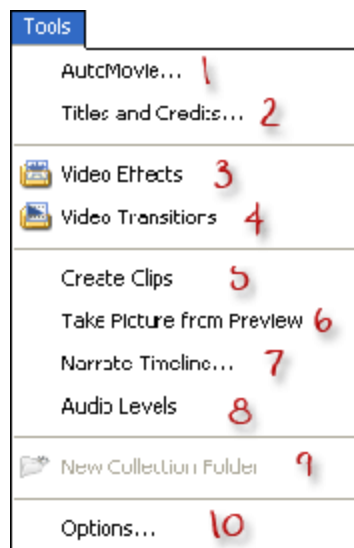 Tools
AutoMovie... 1
Titles and Credits... 2
Video Effects 3
Video Transitions 4
Create Clips 5
Take Picture from Preview 6
Narrate Timeline... 7
Audio Levels 8
New Collection Folder 9
Options... 10